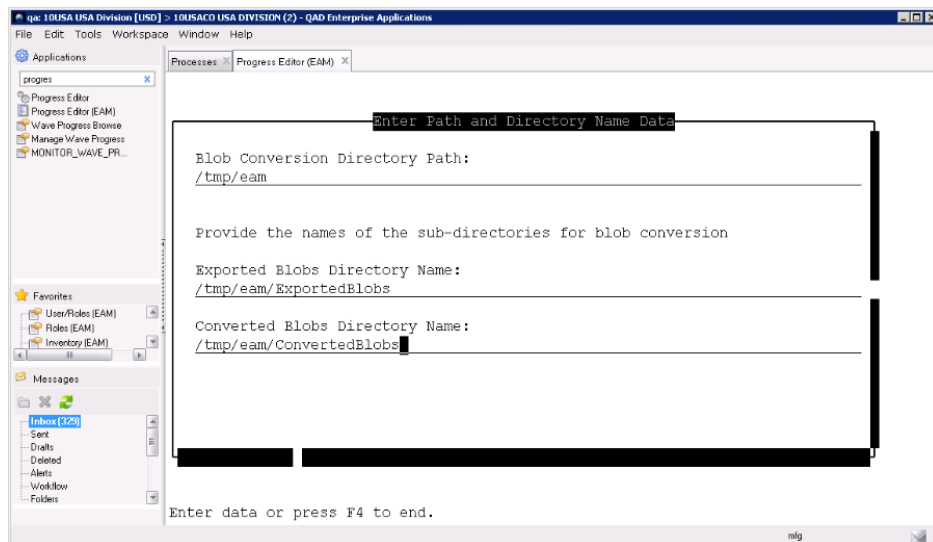 qa: 10USA USA Division [USD] > 10USACO USA DIVISION (2) - QAD Enterprise Applications
File Edit Tools Workspace Window Help
Applications
progres
Progress Editor
Progress Editor (EAM)
Wave Progress Browse
Manage Wave Progress
MONITOR_WAVE_PR...
Favorites
User/Roles (EAM)
Roles (EAM)
Inventory (EAM)
Messages
Inbox (329)
Sent
Drafts
Deleted
Alerts
Workflow
Folders
Processes
Progress Editor (EAM)
Enter Path and Directory Name Data
Blob Conversion Directory Path:
/tmp/eam
Provide the names of the sub-directories for blob conversion
Exported Blobs Directory Name:
/tmp/eam/ExportedBlobs
Converted Blobs Directory Name:
/tmp/eam/ConvertedBlobs
Enter data or press F4 to end.
mfg